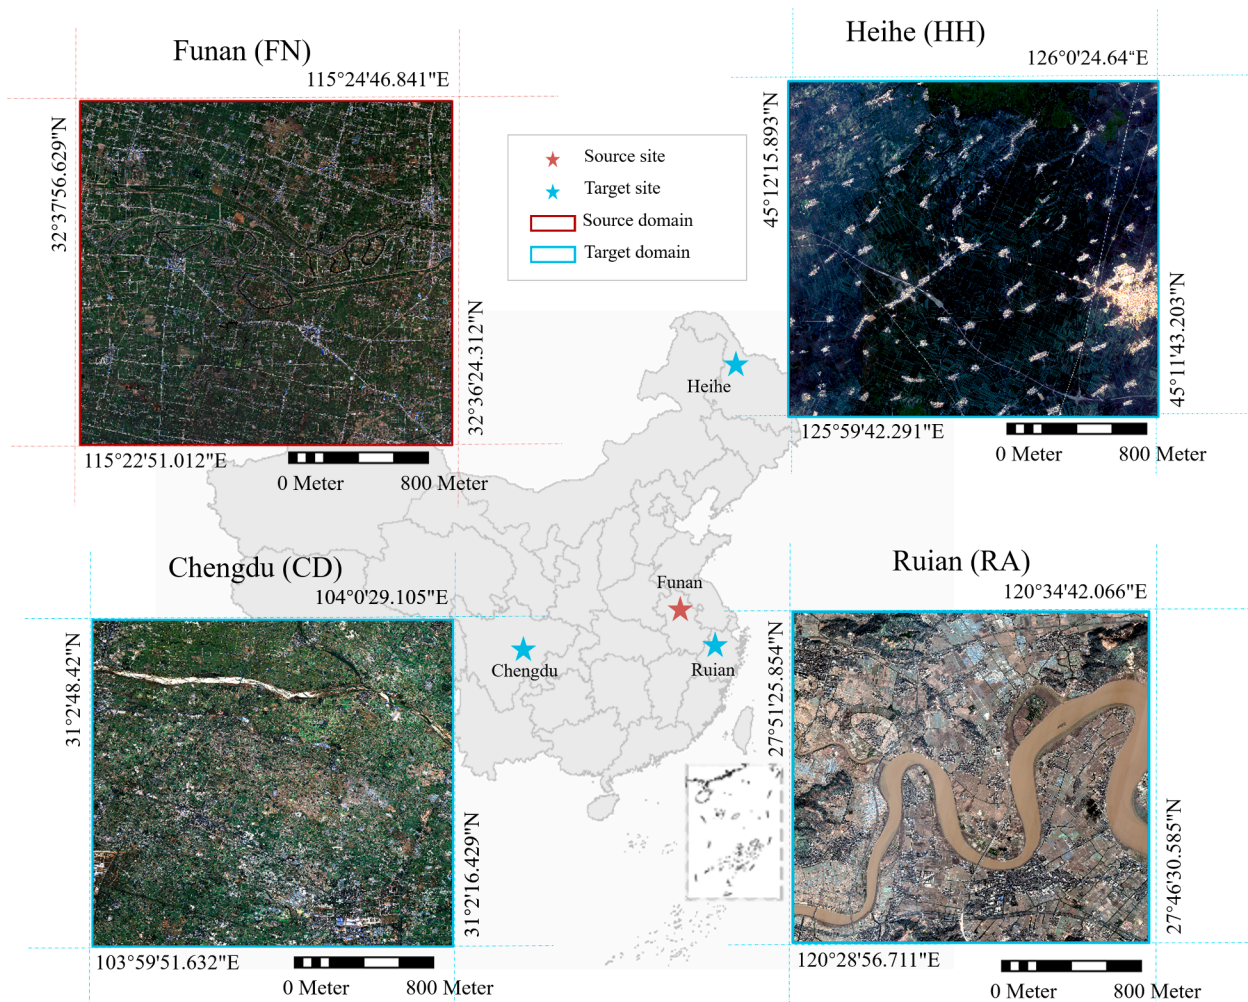 Funan (FN)
115°24'46.841"E
32°37'56.629"N
32°36'24.312"N
115°22'51.012"E
0 Meter
800 Meter
Source site
Target site
Source domain
Target domain
Heihe (HH)
126°0'24.64“E
45°12'15.893"N
45°11'43.203"N
125°59'42.291"E
0 Meter
800 Meter
Heihe
Funan
Chengdu
Ruian
Chengdu (CD)
104°0'29.105"E
31°2'48.42"N
31°2'16.429"N
103°59'51.632"E
0 Meter
800 Meter
Ruian (RA)
120°34'42.066"E
27°51'25.854"N
27°46'30.585"N
120°28'56.711"E
0 Meter
800 Meter